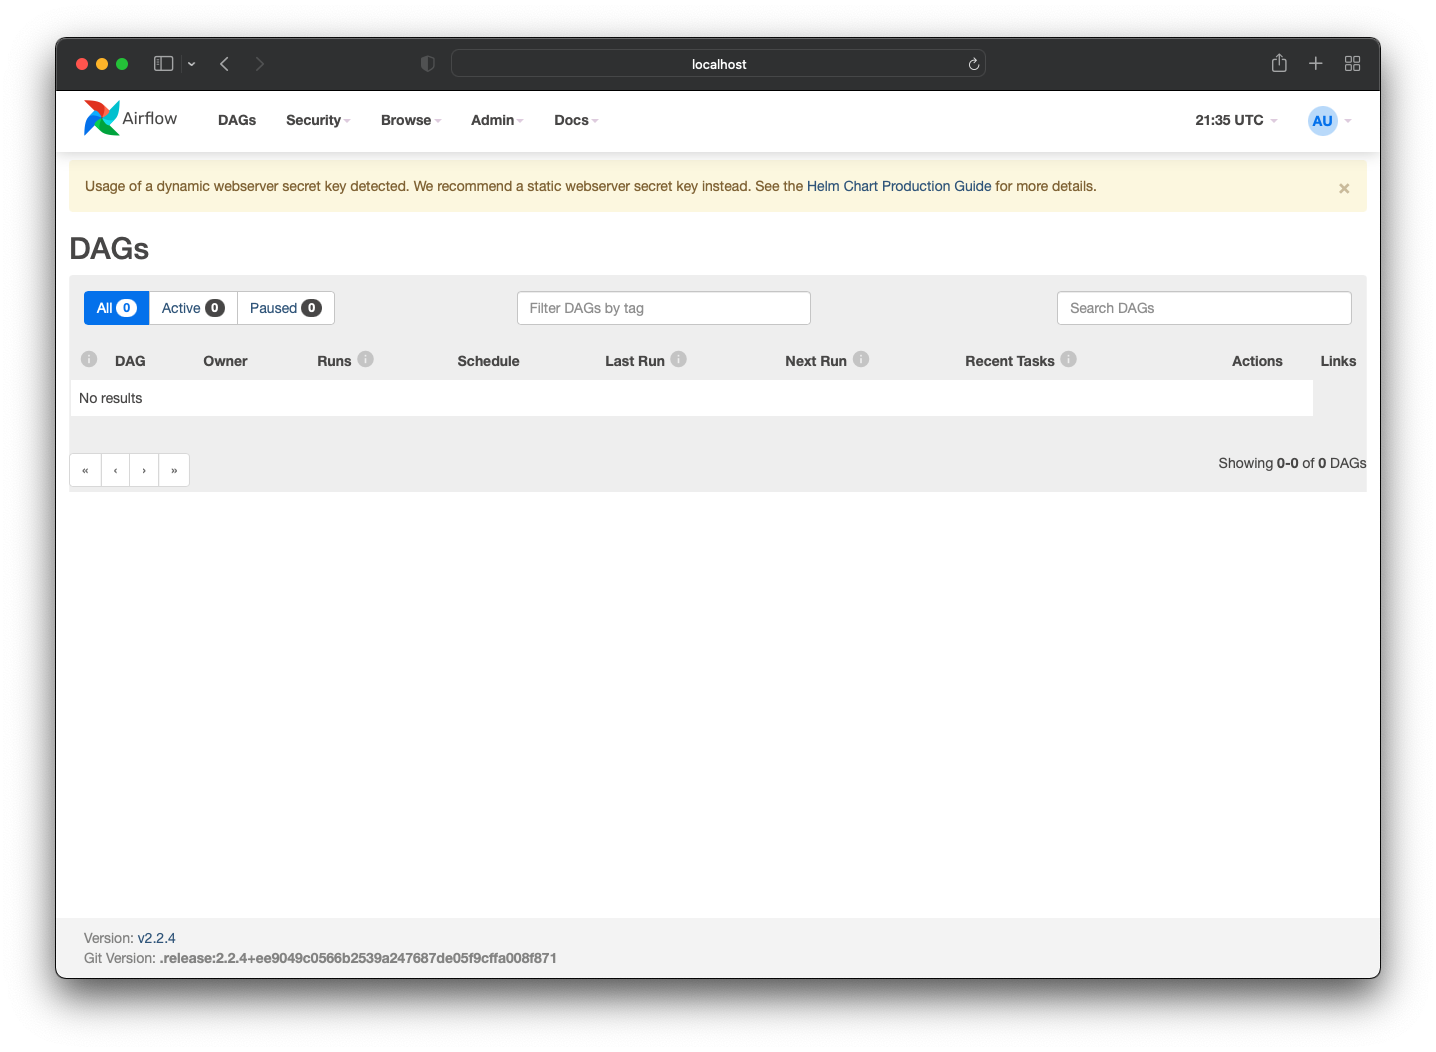 localhost
Airflow DAGs Security Browse Admin Docs 21:35 UTC AU
Usage of a dynamic webserver secret key detected. We recommend a static webserver secret key instead. See the Helm Chart Production Guide for more details. ×
DAGs
All 0 Active 0 Paused 0 Filter DAGs by tag Search DAGs
DAG Owner Runs Schedule Last Run Next Run Recent Tasks Actions Links
No results
« ‹ › » Showing 0-0 of 0 DAGs
Version: v2.2.4
Git Version: .release:2.2.4+ee9049c0566b2539a247687de05f9cffa008f871